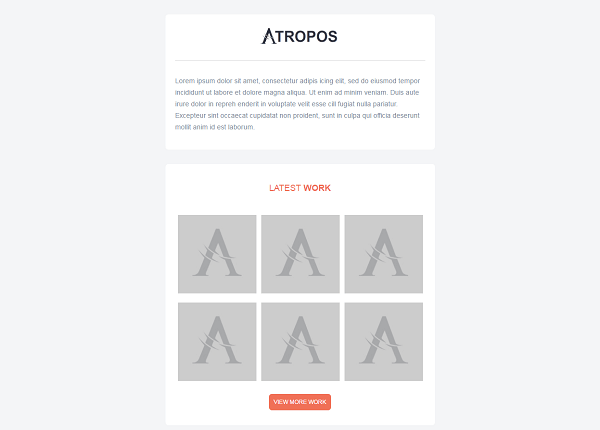 ATROPOS
Lorem ipsum dolor sit amet, consectetur adipis icing elit, sed do eiusmod tempor
incididunt ut labore et dolore magna aliqua. Ut enim ad minim veniam. Duis aute
irure dolor in repreh enderit in voluptate velit esse cill fugiat nulla pariatur.
Excepteur sint occaecat cupidatat non proident, sunt in culpa qui officia deserunt
mollit anim id est laborum.
LATEST WORK
A A A
A A A
VIEW MORE WORK